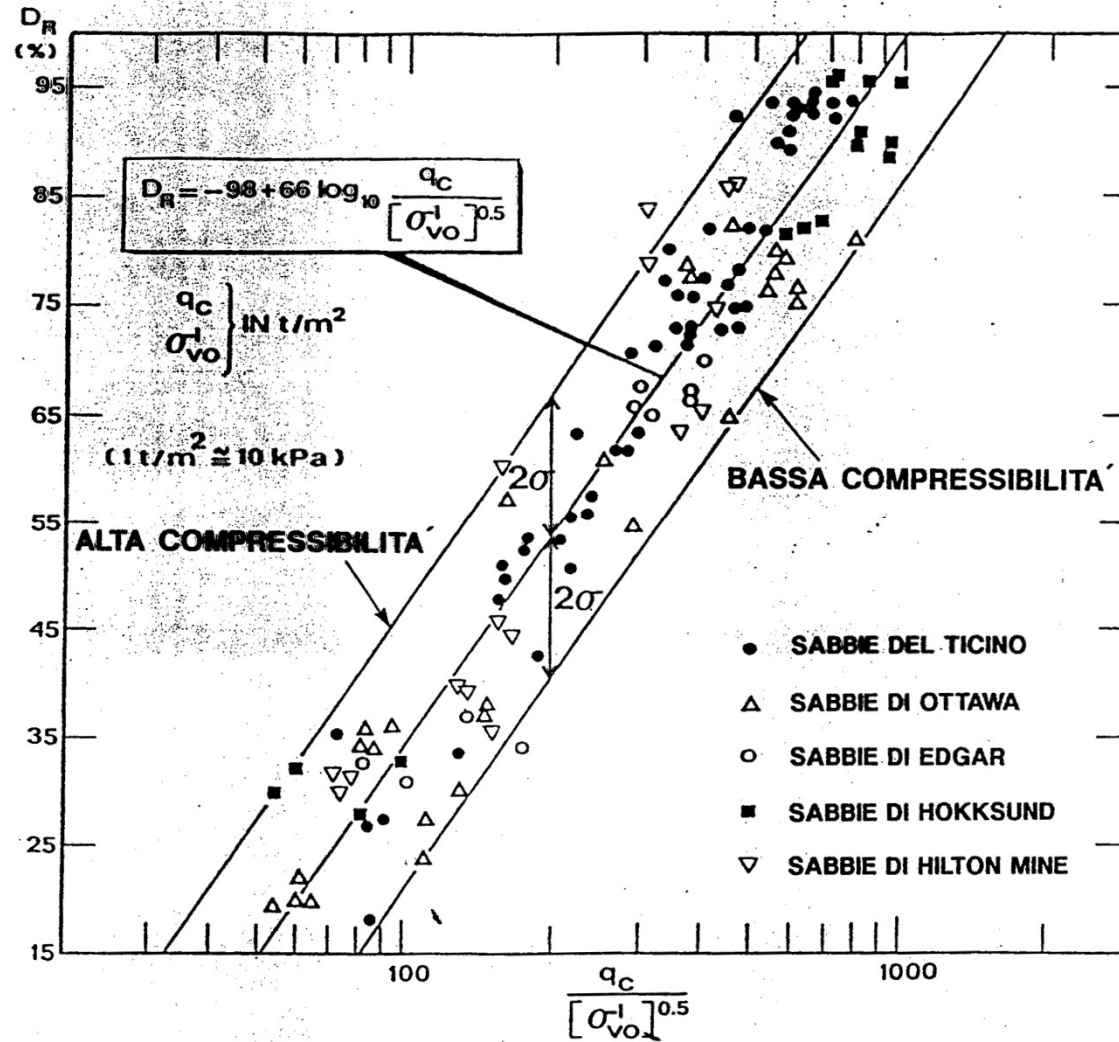 D_R
(%)
95
85
75
65
55
45
35
25
15
D_R = -98+66 log₁₀ q_C / [σ'_VO]^0.5
q_C
σ'_VO } IN t/m²
(1 t/m² ≅ 10 kPa)
2σ
2σ
BASSA COMPRESSIBILITA´
ALTA COMPRESSIBILITA´
● SABBIE DEL TICINO
△ SABBIE DI OTTAWA
○ SABBIE DI EDGAR
■ SABBIE DI HOKKSUND
▽ SABBIE DI HILTON MINE
100
1000
q_C / [σ'_VO]^0.5